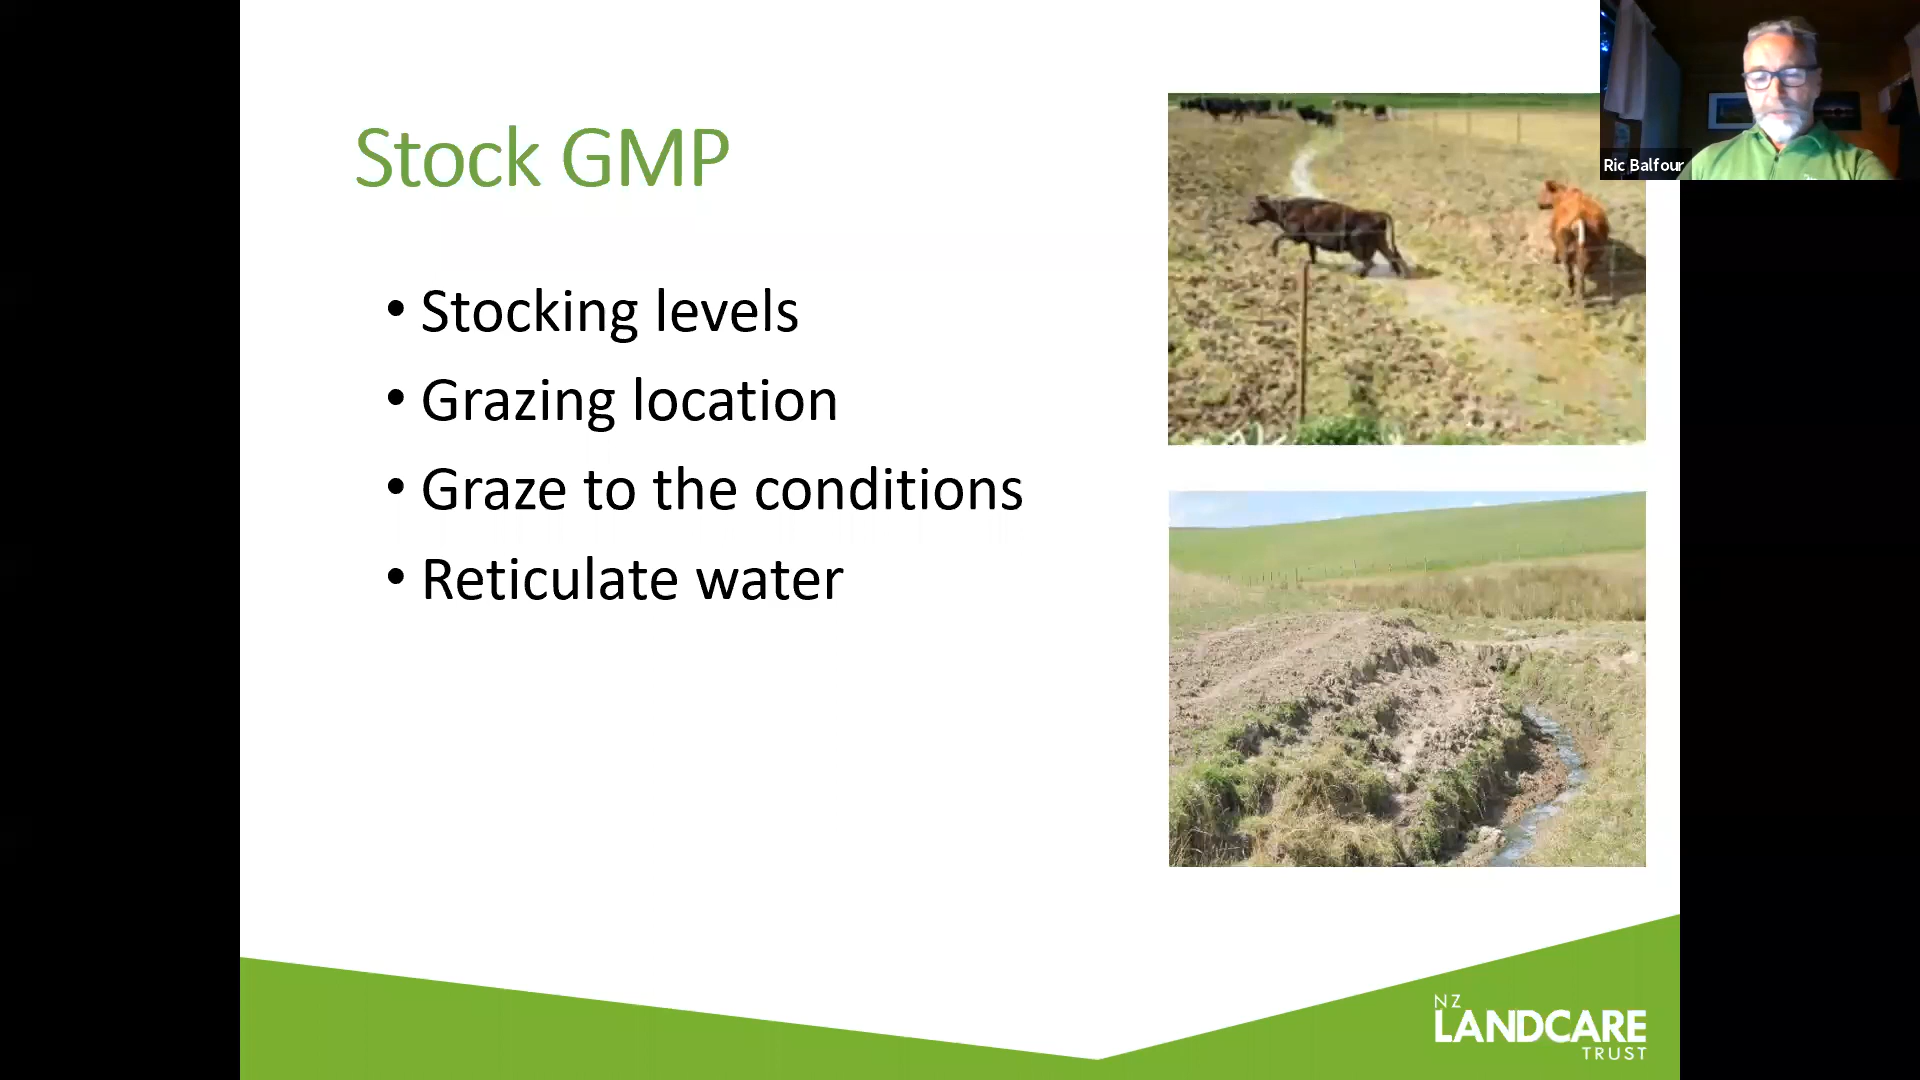 Stock GMP
• Stocking levels
• Grazing location
• Graze to the conditions
• Reticulate water
Ric Balfour
NZ
LANDCARE
TRUST